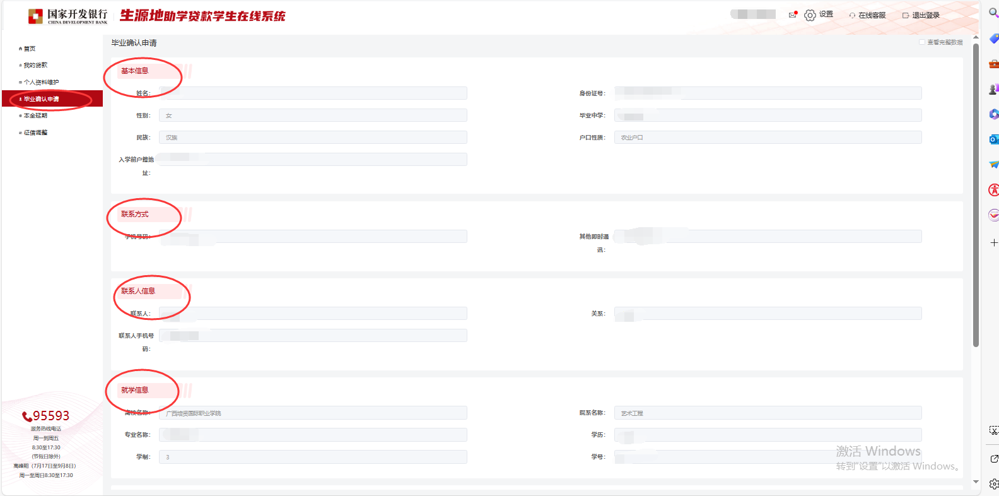 国家开发银行
CHINA DEVELOPMENT BANK
生源地助学贷款学生在线系统
设置
在线客服
退出登录
首页
我的贷款
个人资料维护
毕业确认申请
本金延期
征信调整
毕业确认申请
查看完整数据
基本信息
姓名：
身份证号：
性别： 女
毕业中学：
民族： 汉族
户口性质： 农业户口
入学前户籍地
址：
联系方式
手机号码：
其他即时通
讯：
联系人信息
联系人：
关系：
联系人手机号
码：
就学信息
高校名称： 广西培贤国际职业学院
院系名称： 艺术工程
专业名称：
学历：
学制： 3
学号：
95593
服务热线电话
周一到周五
8:30至17:30
(节假日除外)
高峰期（7月17日至9月8日）
周一至周日8:30至17:30
激活 Windows
转到"设置"以激活 Windows。